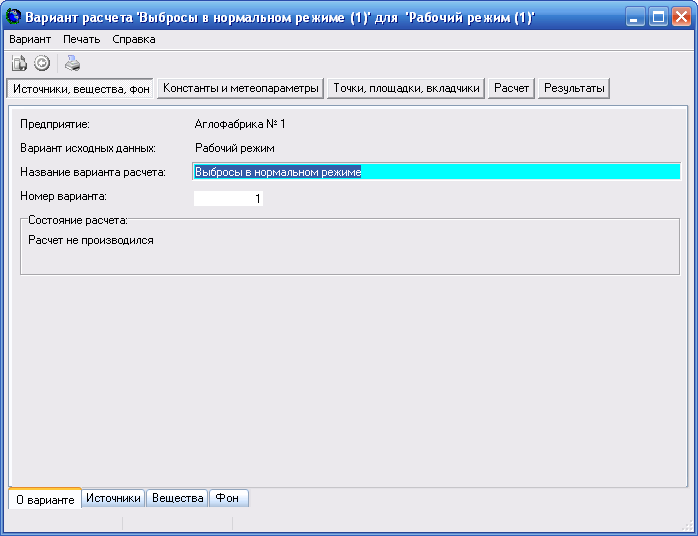 Вариант расчета 'Выбросы в нормальном режиме (1)' для 'Рабочий режим (1)'
Вариант Печать Справка
Источники, вещества, фон Константы и метеопараметры Точки, площадки, вкладчики Расчет Результаты
Предприятие: Аглофабрика № 1
Вариант исходных данных: Рабочий режим
Название варианта расчета: Выбросы в нормальном режиме
Номер варианта: 1
Состояние расчета:
Расчет не производился
О варианте Источники Вещества Фон